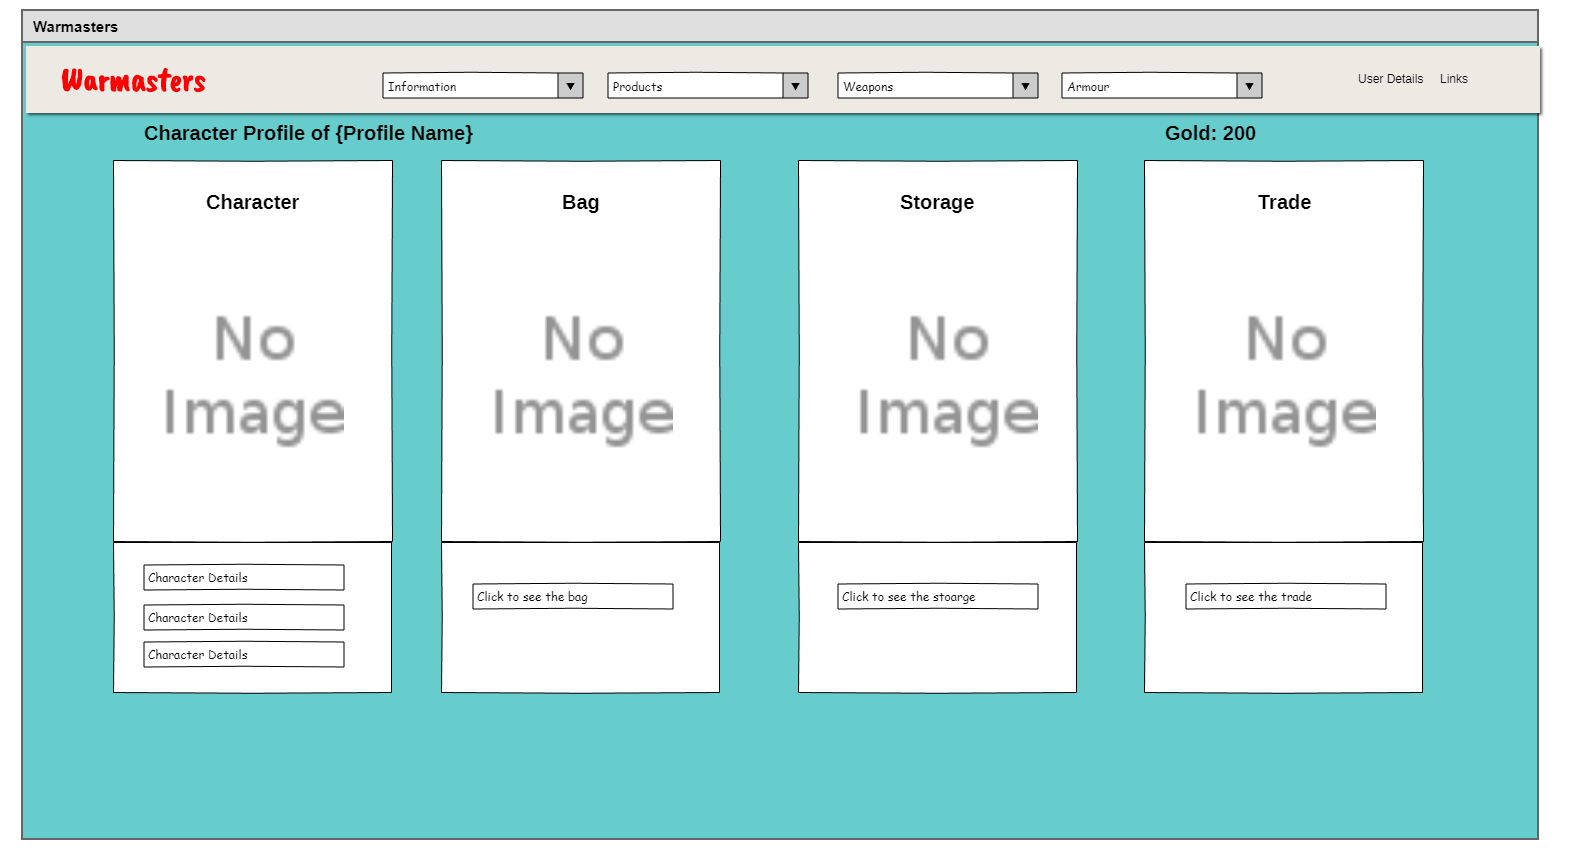 Warmasters
Warmasters
Information
Products
Weapons
Armour
User Details
Links
Character Profile of {Profile Name}
Gold: 200
Character
No
Image
Character Details
Character Details
Character Details
Bag
No
Image
Click to see the bag
Storage
No
Image
Click to see the stoarge
Trade
No
Image
Click to see the trade